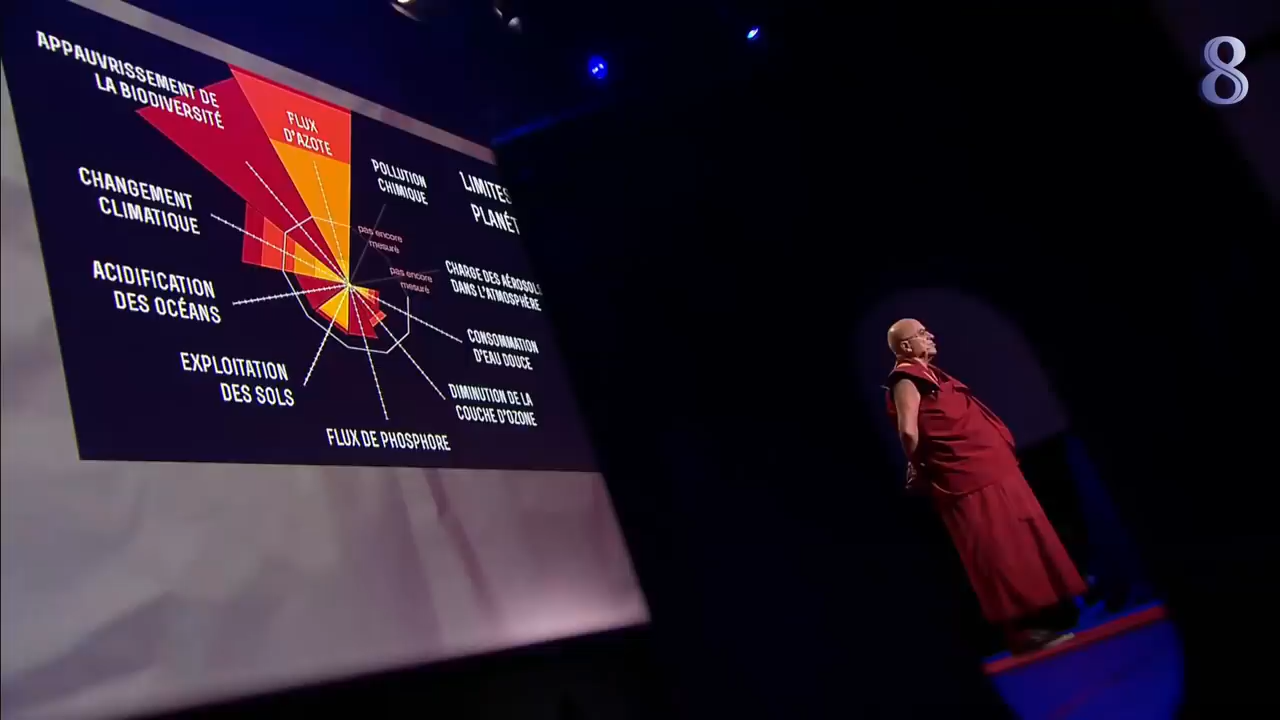 8
APPAUVRISSEMENT DE
LA BIODIVERSITÉ
FLUX
D'AZOTE
POLLUTION
CHIMIQUE
LIMITES
PLANÉT
CHANGEMENT
CLIMATIQUE
pas encore
mesuré
pas encore
mesuré
CHARGE DES AÉROSOLS
DANS L'ATMOSPHÈRE
ACIDIFICATION
DES OCÉANS
CONSOMMATION
D'EAU DOUCE
EXPLOITATION
DES SOLS
DIMINUTION DE LA
COUCHE D'OZONE
FLUX DE PHOSPHORE